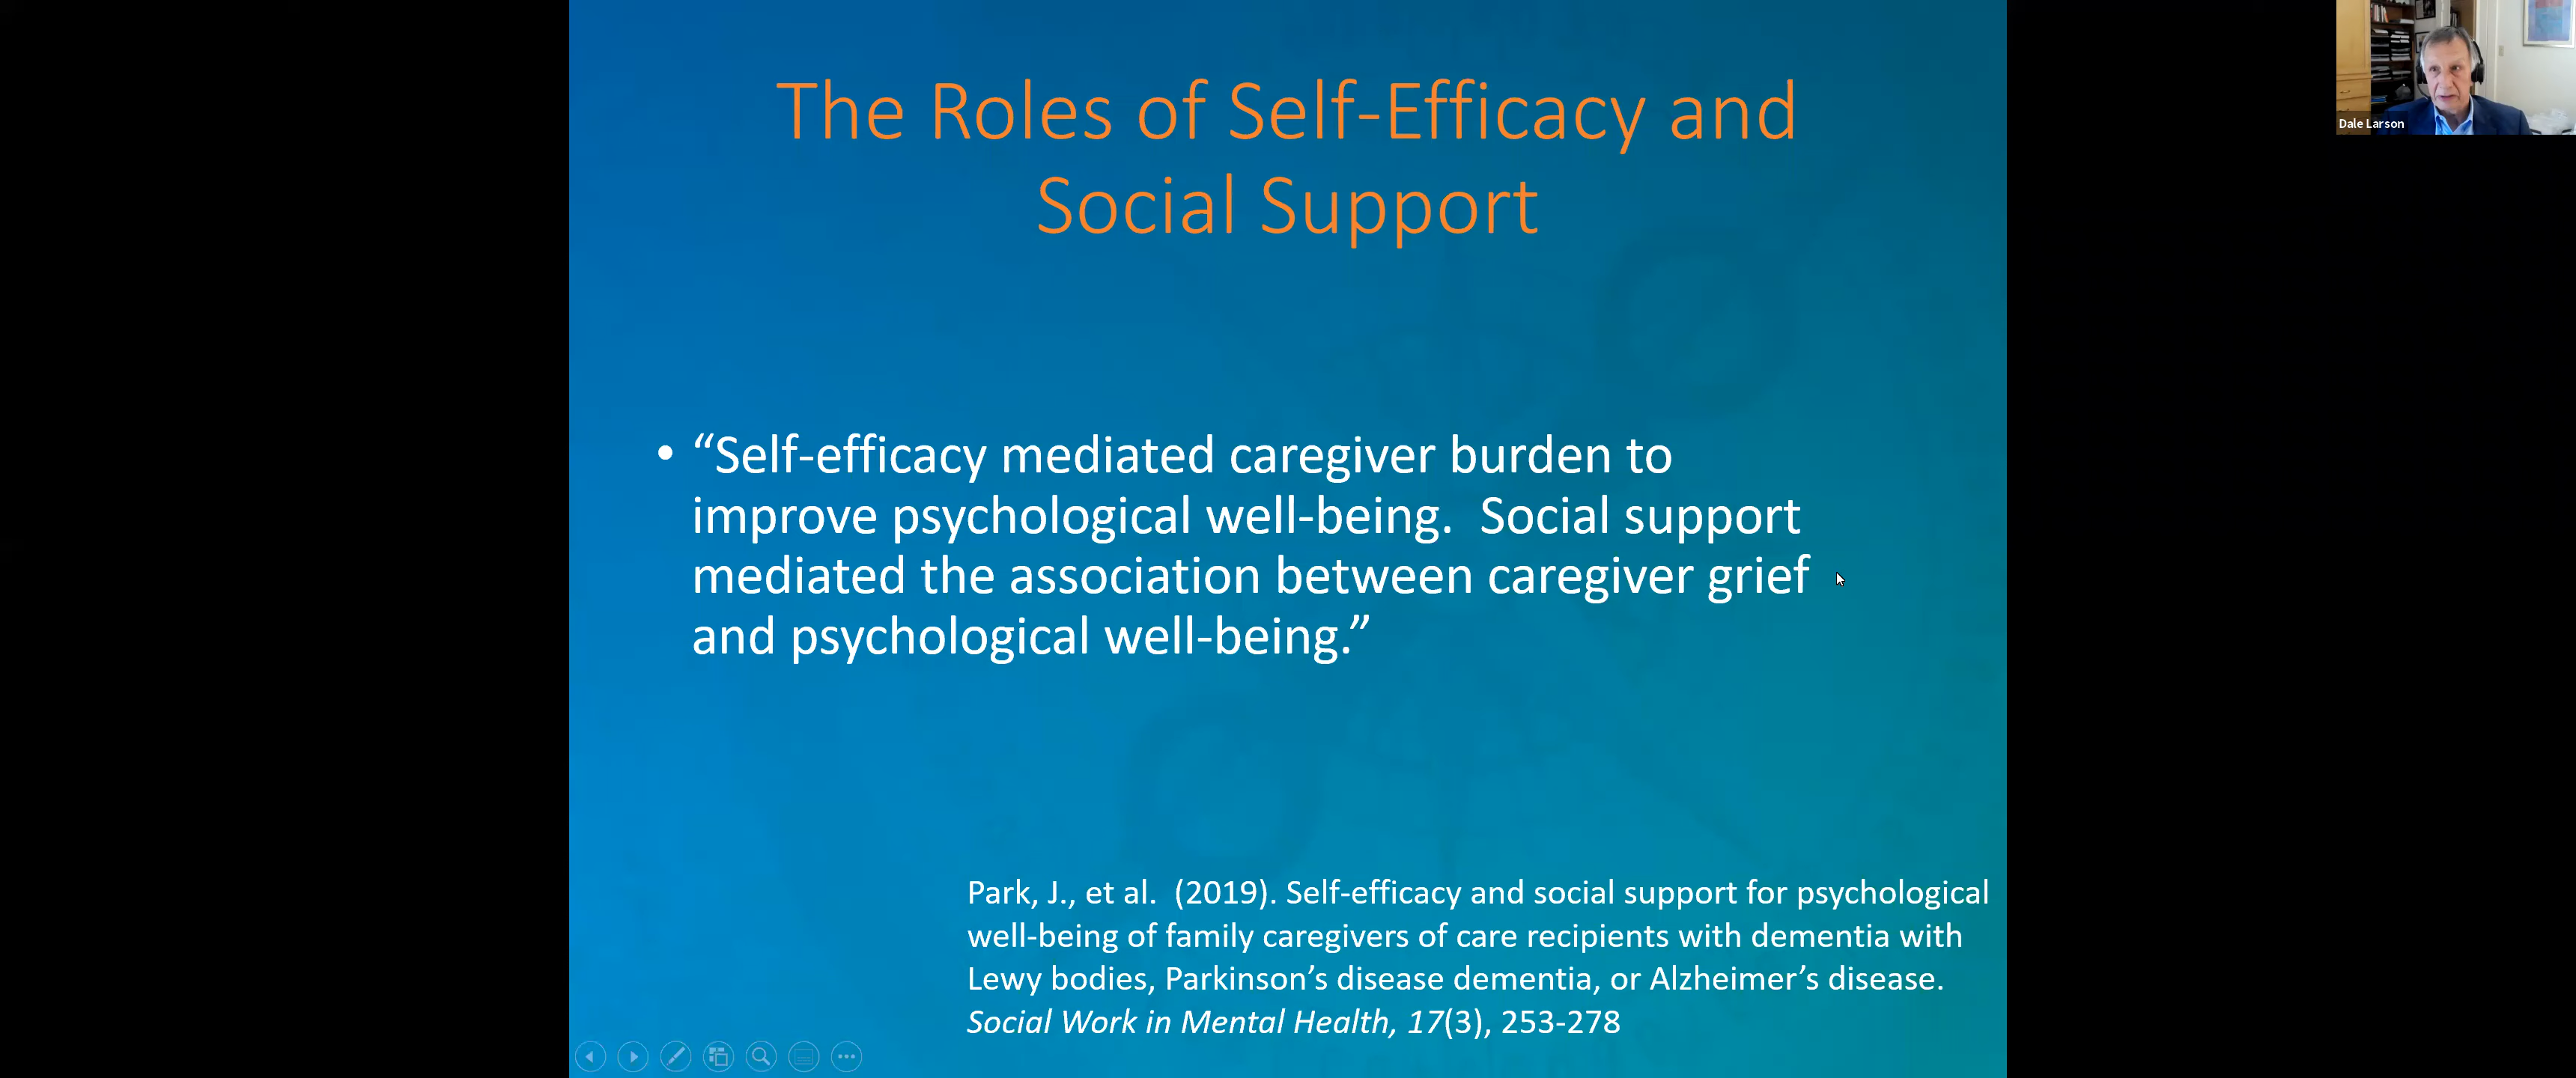 The Roles of Self-Efficacy and
Social Support
• “Self-efficacy mediated caregiver burden to
improve psychological well-being.  Social support
mediated the association between caregiver grief
and psychological well-being.”
Park, J., et al.  (2019). Self-efficacy and social support for psychological
well-being of family caregivers of care recipients with dementia with
Lewy bodies, Parkinson’s disease dementia, or Alzheimer’s disease.
Social Work in Mental Health, 17(3), 253-278
Dale Larson